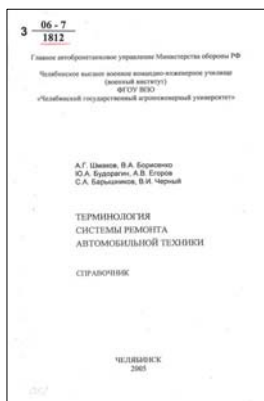 3 06 - 7
1812
Главное автобронетанковое управление Министерства обороны РФ
Челябинское высшее военное командно-инженерное училище
(военный институт)
ФГОУ ВПО
«Челябинский государственный агроинженерный университет»
А.Г. Шмаков, В.А. Борисенко
Ю.А. Будорагин, А.В. Егоров
С.А. Барышников, В.И. Черный
ТЕРМИНОЛОГИЯ
СИСТЕМЫ РЕМОНТА
АВТОМОБИЛЬНОЙ ТЕХНИКИ
СПРАВОЧНИК
ЧЕЛЯБИНСК
2005